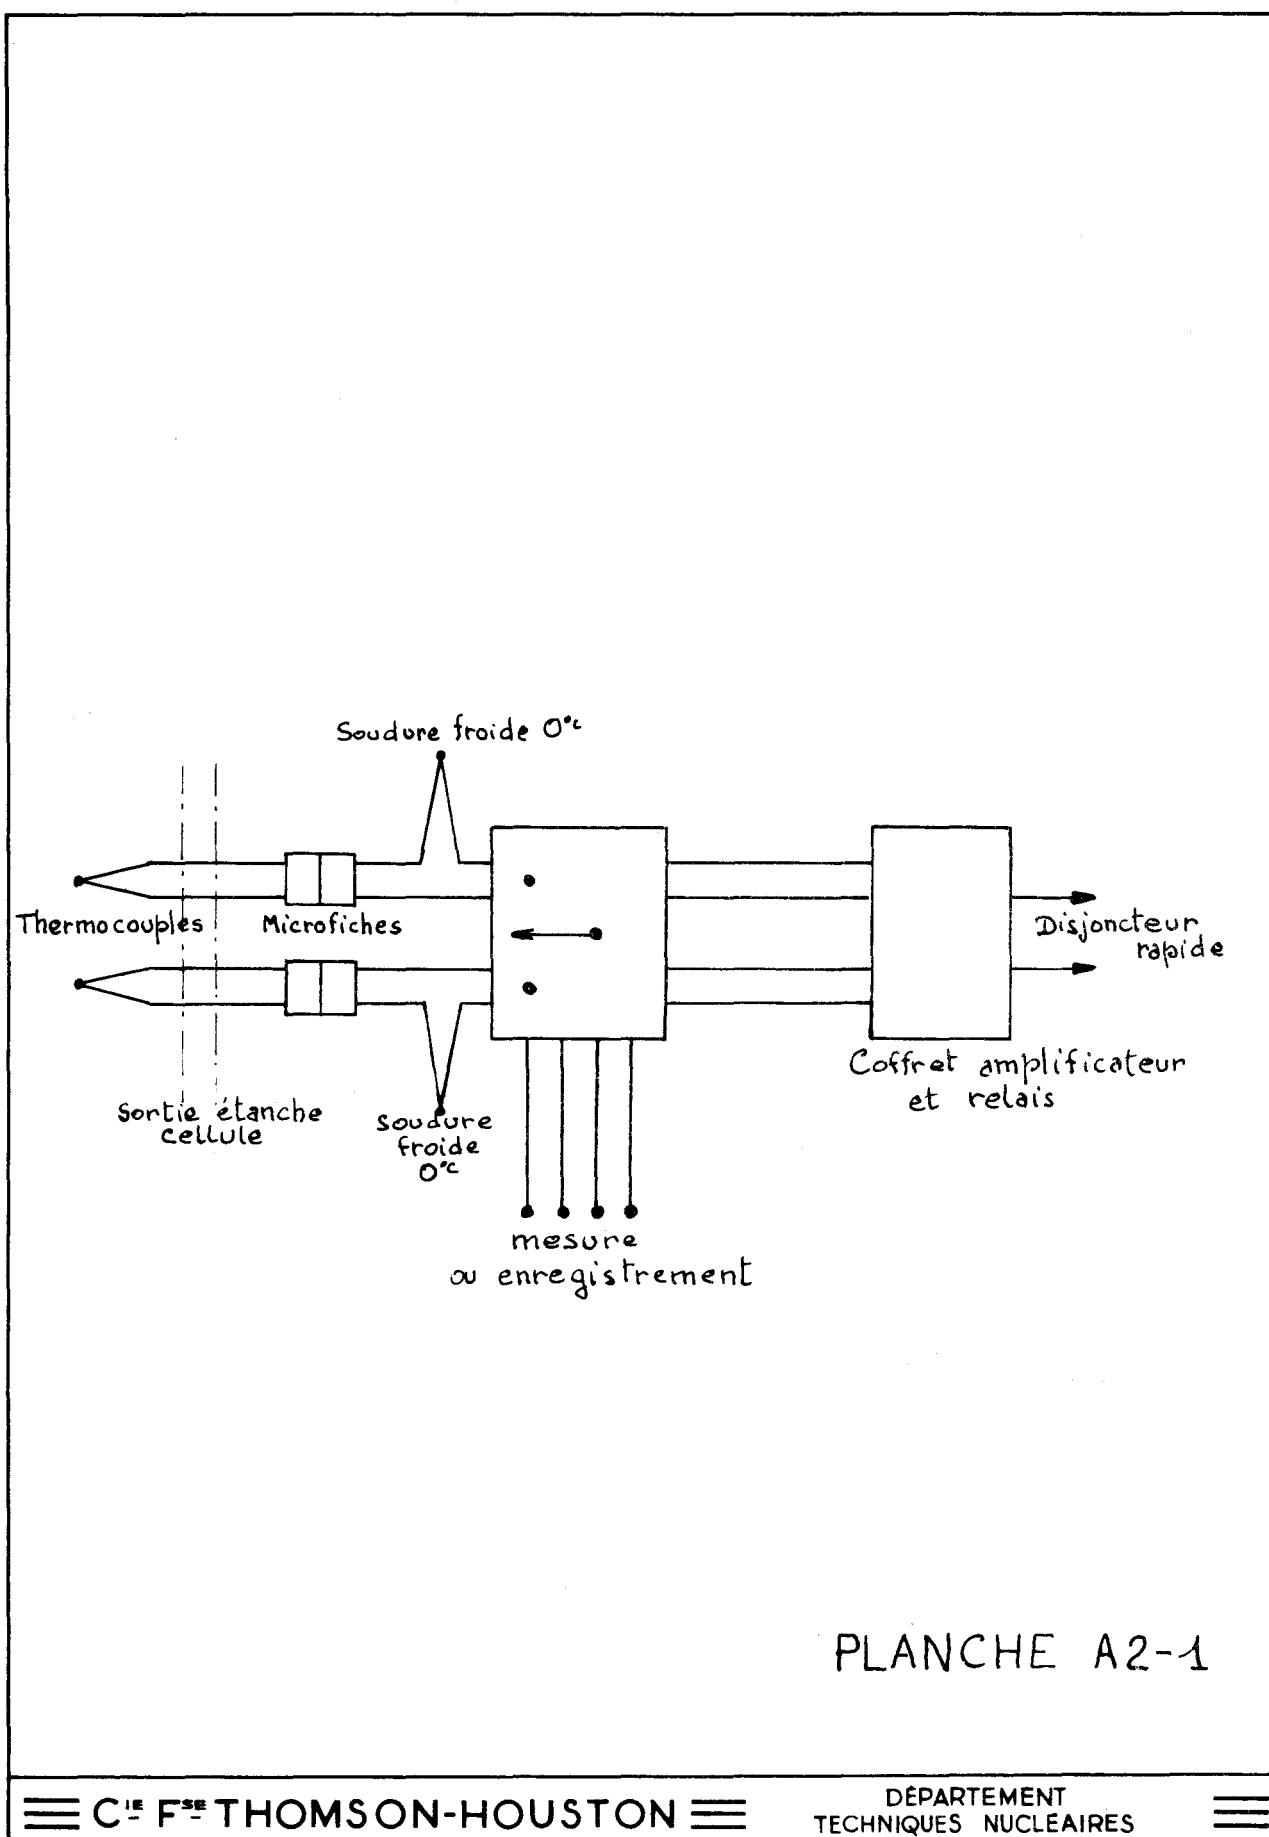 Soudure froide 0°c
Thermocouples
Microfiches
Disjoncteur
rapide
Coffret amplificateur
et relais
Sortie étanche
cellule
Soudure
froide
0°c
mesure
ou enregistrement
PLANCHE A2-1
Cie Fse THOMSON-HOUSTON
DÉPARTEMENT
TECHNIQUES NUCLÉAIRES